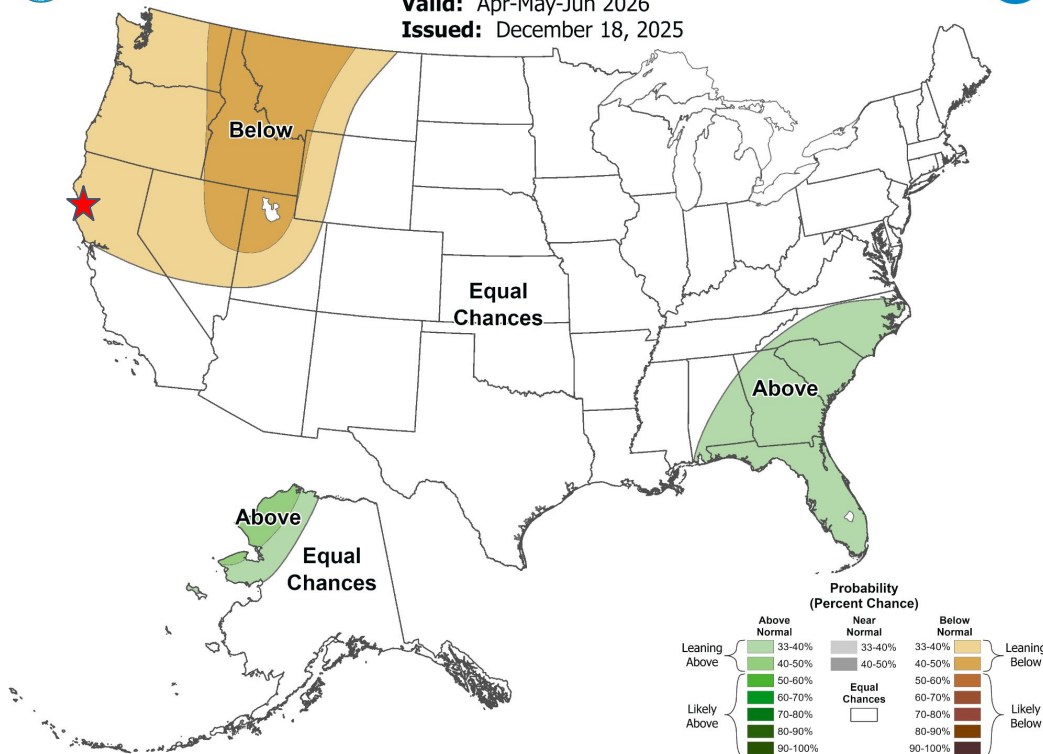 Valid: Apr-May-Jun 2026
Issued: December 18, 2025
Below
Equal
Chances
Above
Above
Equal
Chances
Probability
(Percent Chance)
Above
Normal
Near
Normal
Below
Normal
Leaning
Above
33-40%
40-50%
33-40%
40-50%
33-40%
40-50%
Leaning
Below
Likely
Above
50-60%
60-70%
70-80%
80-90%
90-100%
Equal
Chances
50-60%
60-70%
70-80%
80-90%
90-100%
Likely
Below